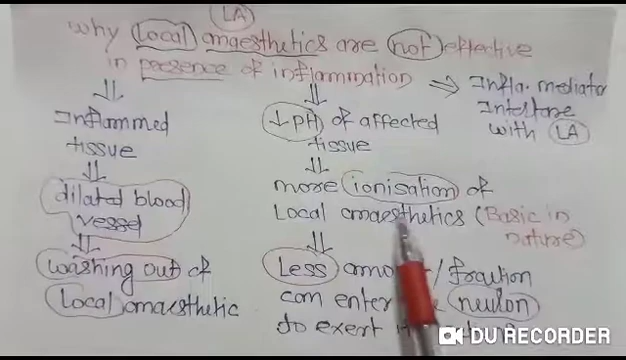 (LA)
why Local anaesthetics are not effective
in presence of inflammation ⇒ Infla. mediator
Interfare
with LA
Inflammed
tissue
dilated blood
vessel
washing out of
Local anaesthetic
↓ pH of affected
tissue
more ionisation of
Local anaesthetics (Basic in
nature)
Less / fraction
can enter neuron
to exert
DU RECORDER